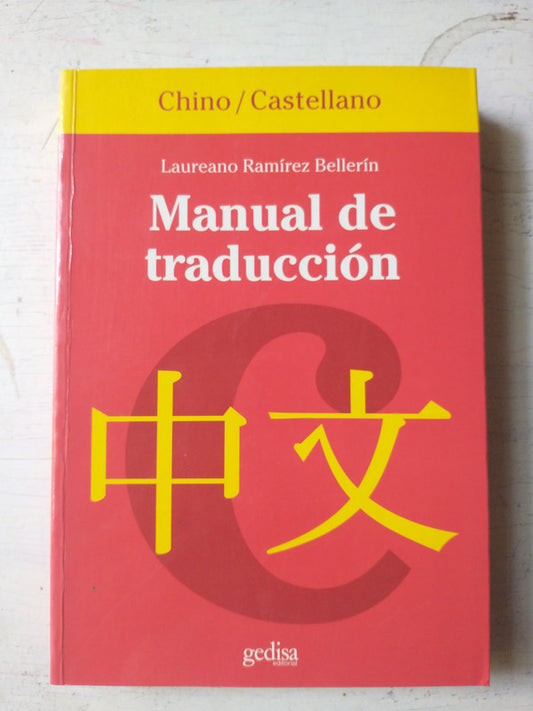 Chino / Castellano
Laureano Ramírez Bellerín
Manual de
traducción
C
中文
gedisa
editorial